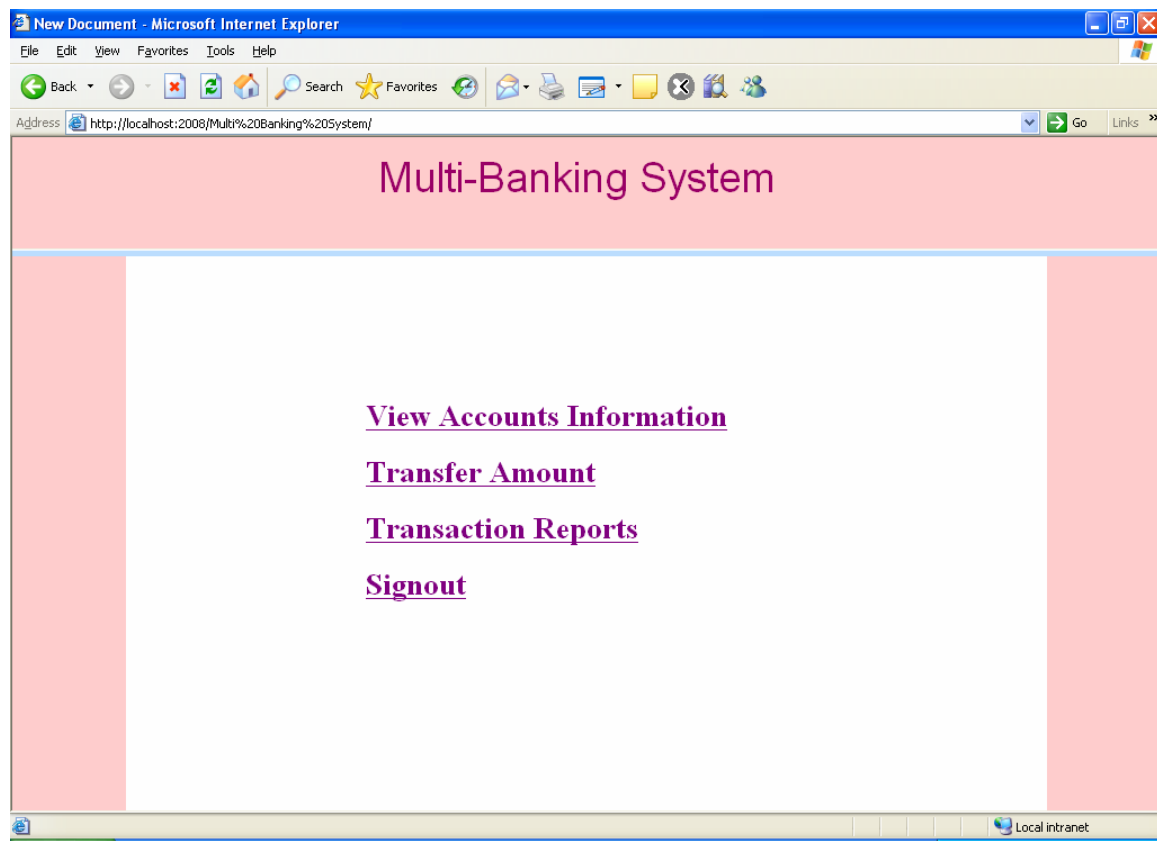 New Document - Microsoft Internet Explorer
File Edit View Favorites Tools Help
Back Search Favorites
Address http://localhost:2008/Multi%20Banking%20System/ Go Links »
Multi-Banking System
View Accounts Information
Transfer Amount
Transaction Reports
Signout
Local intranet